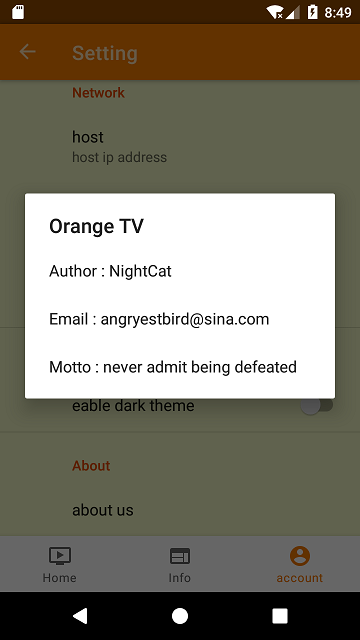 8:49
Setting
Network
host
host ip address
Orange TV
Author : NightCat
Email : angryestbird@sina.com
Motto : never admit being defeated
eable dark theme
About
about us
Home
Info
account